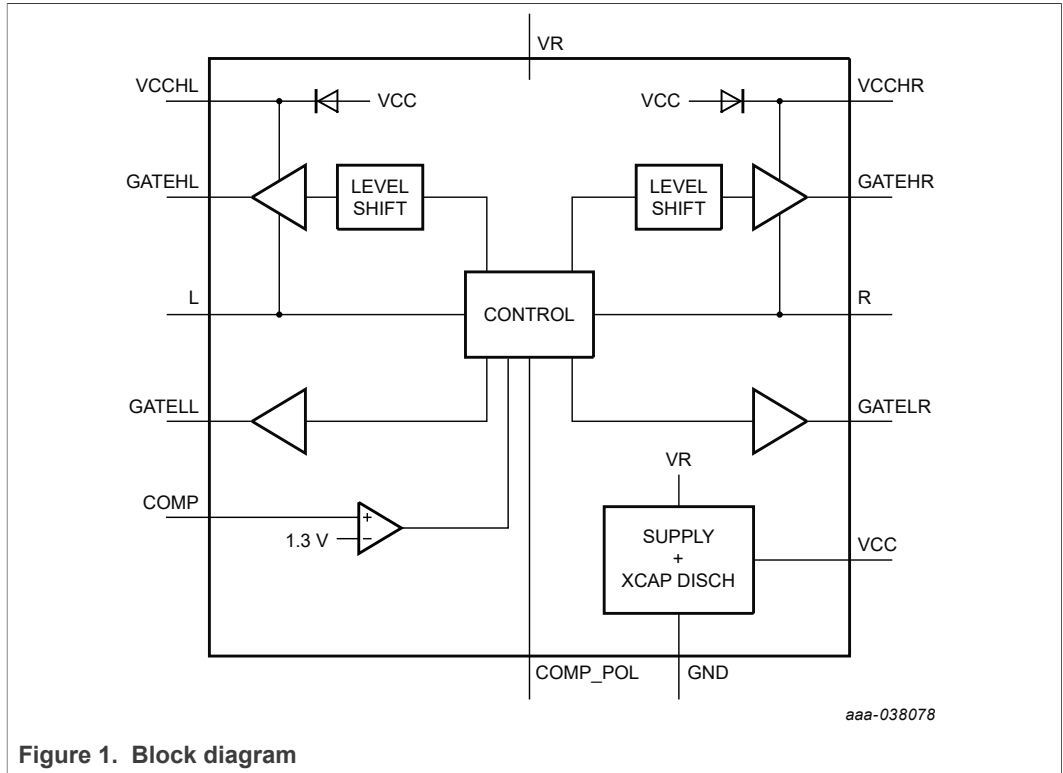 VR
VCCHL
VCC
VCC
VCCHR
GATEHL
LEVEL
SHIFT
LEVEL
SHIFT
GATEHR
L
CONTROL
R
GATELL
GATELR
VR
COMP
+
1.3 V
−
SUPPLY
+
XCAP DISCH
VCC
COMP_POL
GND
aaa-038078
Figure 1. Block diagram